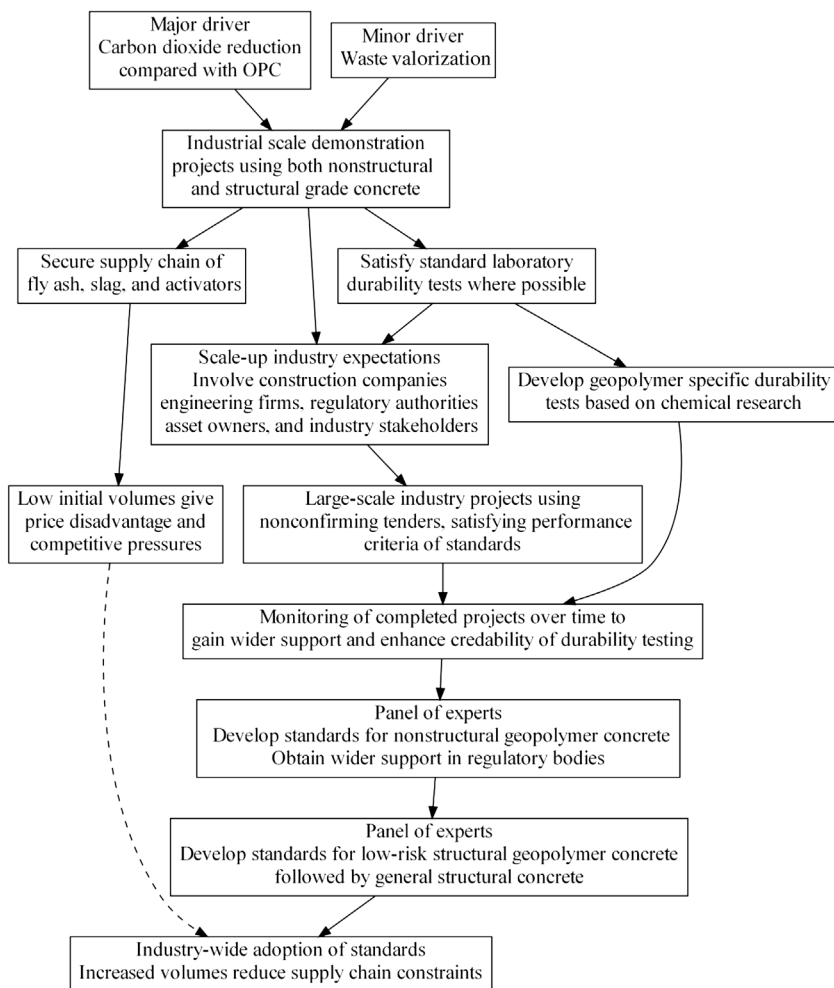 Major driver
Carbon dioxide reduction
compared with OPC
Minor driver
Waste valorization
Industrial scale demonstration
projects using both nonstructural
and structural grade concrete
Secure supply chain of
fly ash, slag, and activators
Satisfy standard laboratory
durability tests where possible
Scale-up industry expectations
Involve construction companies
engineering firms, regulatory authorities
asset owners, and industry stakeholders
Develop geopolymer specific durability
tests based on chemical research
Low initial volumes give
price disadvantage and
competitive pressures
Large-scale industry projects using
nonconfirming tenders, satisfying performance
criteria of standards
Monitoring of completed projects over time to
gain wider support and enhance credability of durability testing
Panel of experts
Develop standards for nonstructural geopolymer concrete
Obtain wider support in regulatory bodies
Panel of experts
Develop standards for low-risk structural geopolymer concrete
followed by general structural concrete
Industry-wide adoption of standards
Increased volumes reduce supply chain constraints